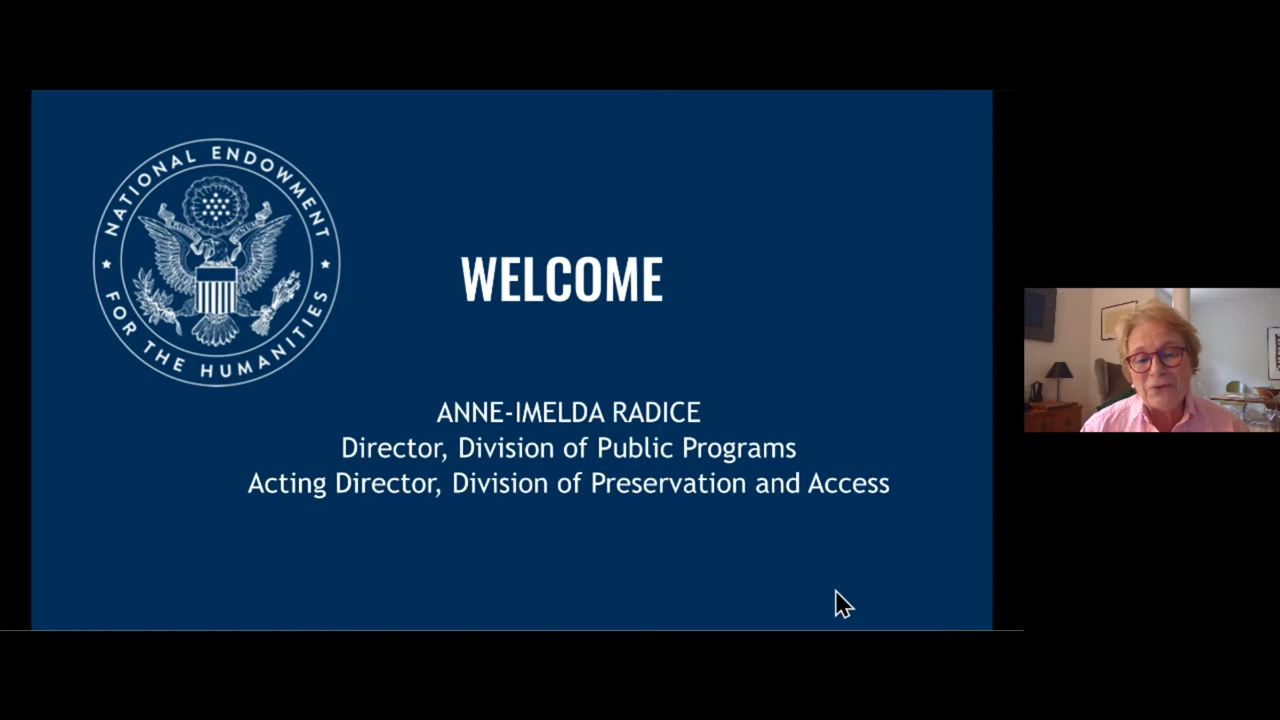 NATIONAL ENDOWMENT
FOR THE HUMANITIES
WELCOME
ANNE-IMELDA RADICE
Director, Division of Public Programs
Acting Director, Division of Preservation and Access